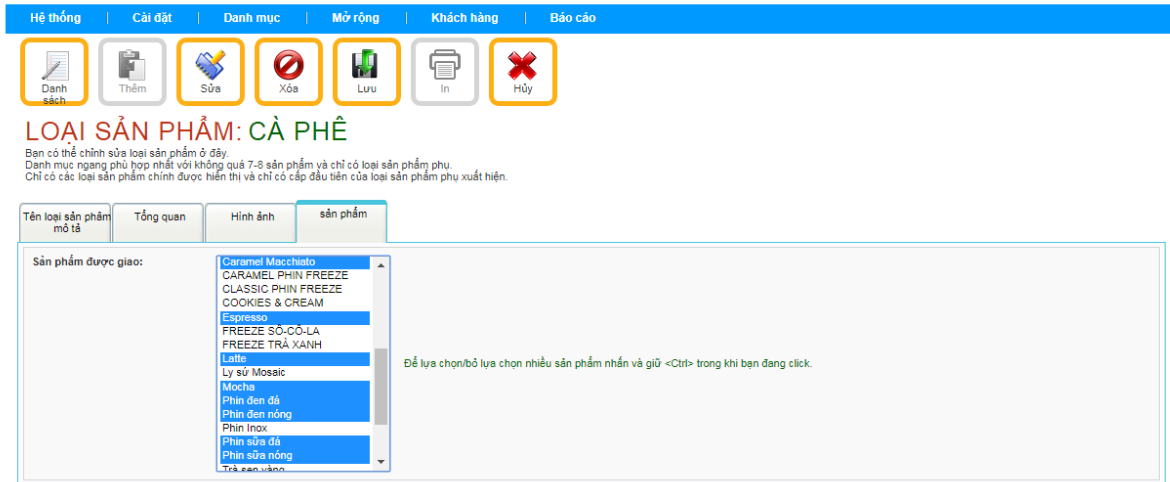 Hệ thống
Cài đặt
Danh mục
Mở rộng
Khách hàng
Báo cáo
Danh
sách
Thêm
Sửa
Xóa
Lưu
In
Hủy
LOẠI SẢN PHẨM: CÀ PHÊ
Bạn có thể chỉnh sửa loại sản phẩm ở đây.
Danh mục ngang phù hợp nhất với không quá 7-8 sản phẩm và chỉ có loại sản phẩm phụ.
Chỉ có các loại sản phẩm chính được hiển thị và chỉ có cấp đầu tiên của loại sản phẩm phụ xuất hiện.
Tên loại sản phẩm
mô tả
Tổng quan
Hình ảnh
sản phẩm
Sản phẩm được giao:
Caramel Macchiato
CARAMEL PHIN FREEZE
CLASSIC PHIN FREEZE
COOKIES & CREAM
Espresso
FREEZE SÔ-CÔ-LA
FREEZE TRÀ XANH
Latte
Ly sứ Mosaic
Mocha
Phin đen đá
Phin đen nóng
Phin Inox
Phin sữa đá
Phin sữa nóng
Trà sen vàng
Để lựa chọn/bỏ lựa chọn nhiều sản phẩm nhấn và giữ <Ctrl> trong khi bạn đang click.